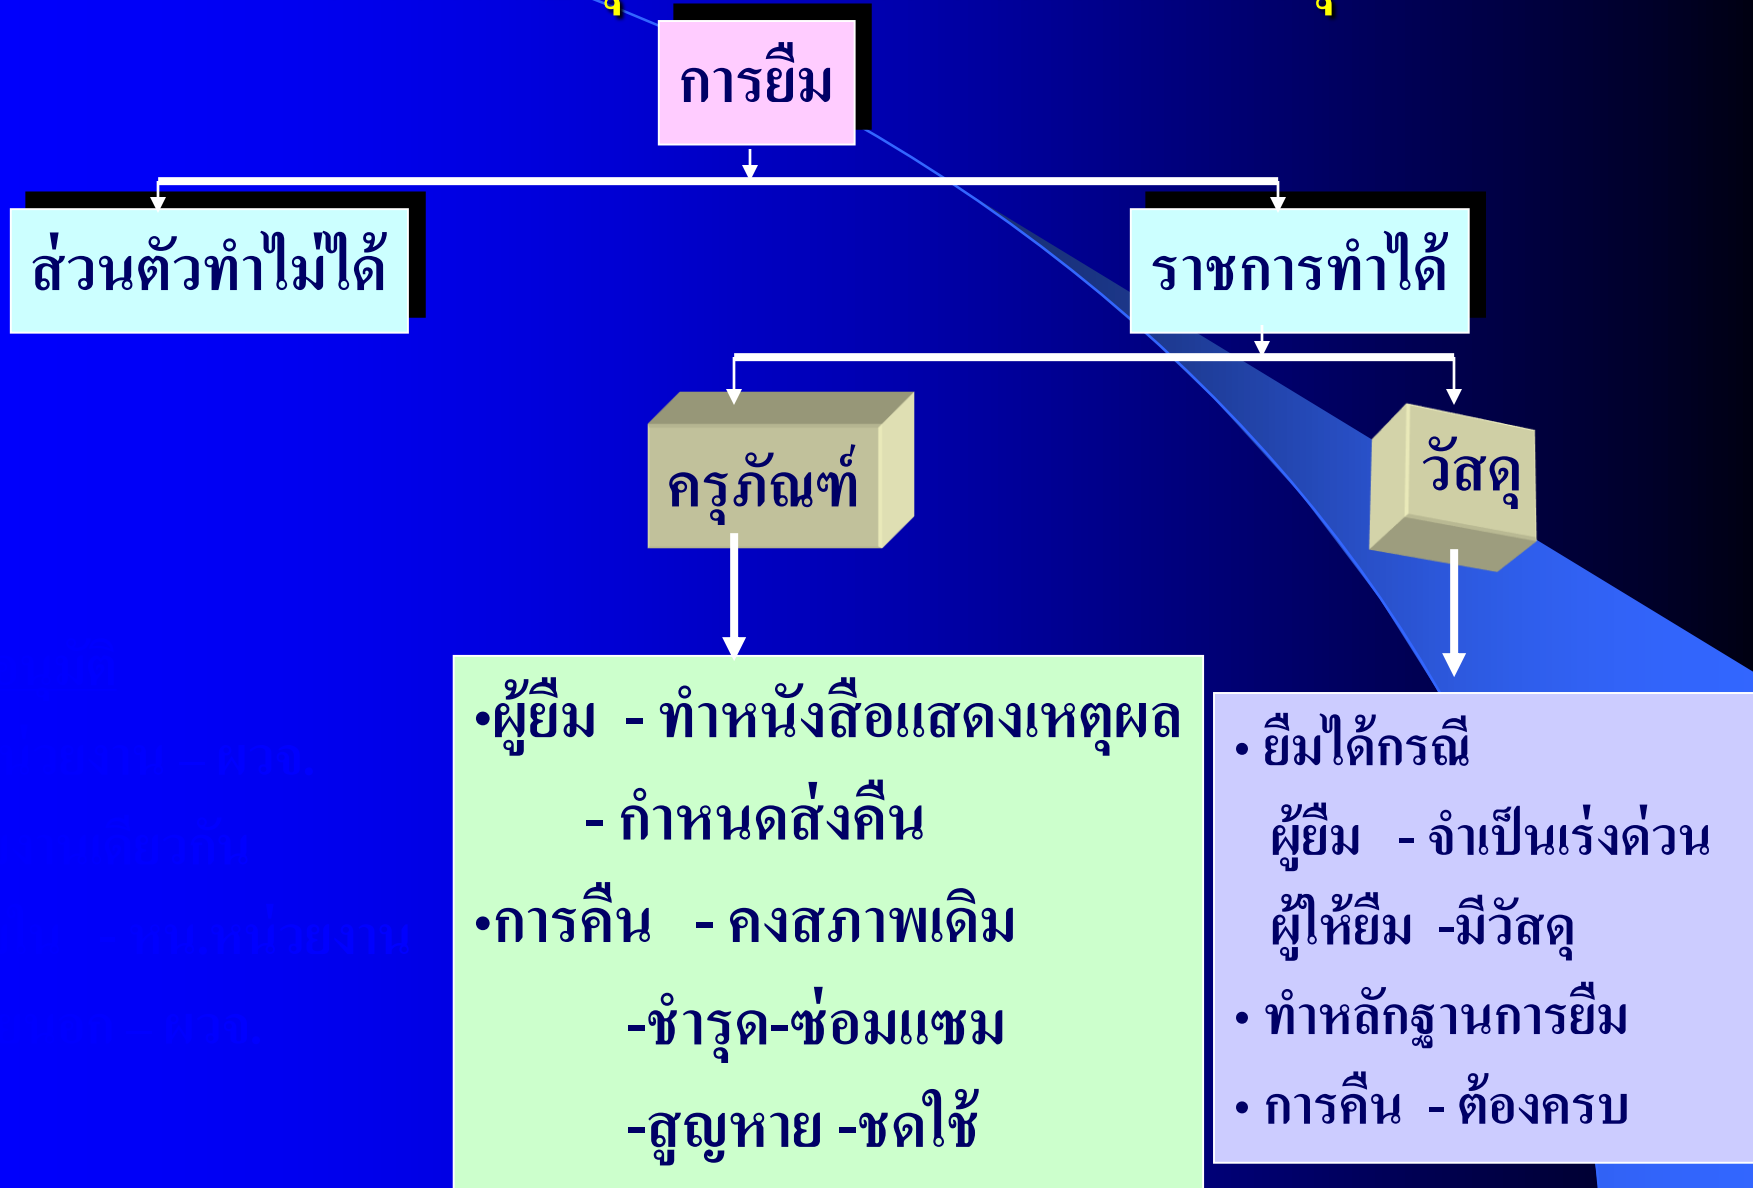 การยืม
ส่วนตัวทำไม่ได้
ราชการทำได้
ครุภัณฑ์
วัสดุ
•ผู้ยืม - ทำหนังสือแสดงเหตุผล
- กำหนดส่งคืน
•การคืน - คงสภาพเดิม
-ชำรุด-ซ่อมแซม
-สูญหาย -ชดใช้
• ยืมได้กรณี
ผู้ยืม - จำเป็นเร่งด่วน
ผู้ให้ยืม -มีวัสดุ
• ทำหลักฐานการยืม
• การคืน - ต้องครบ